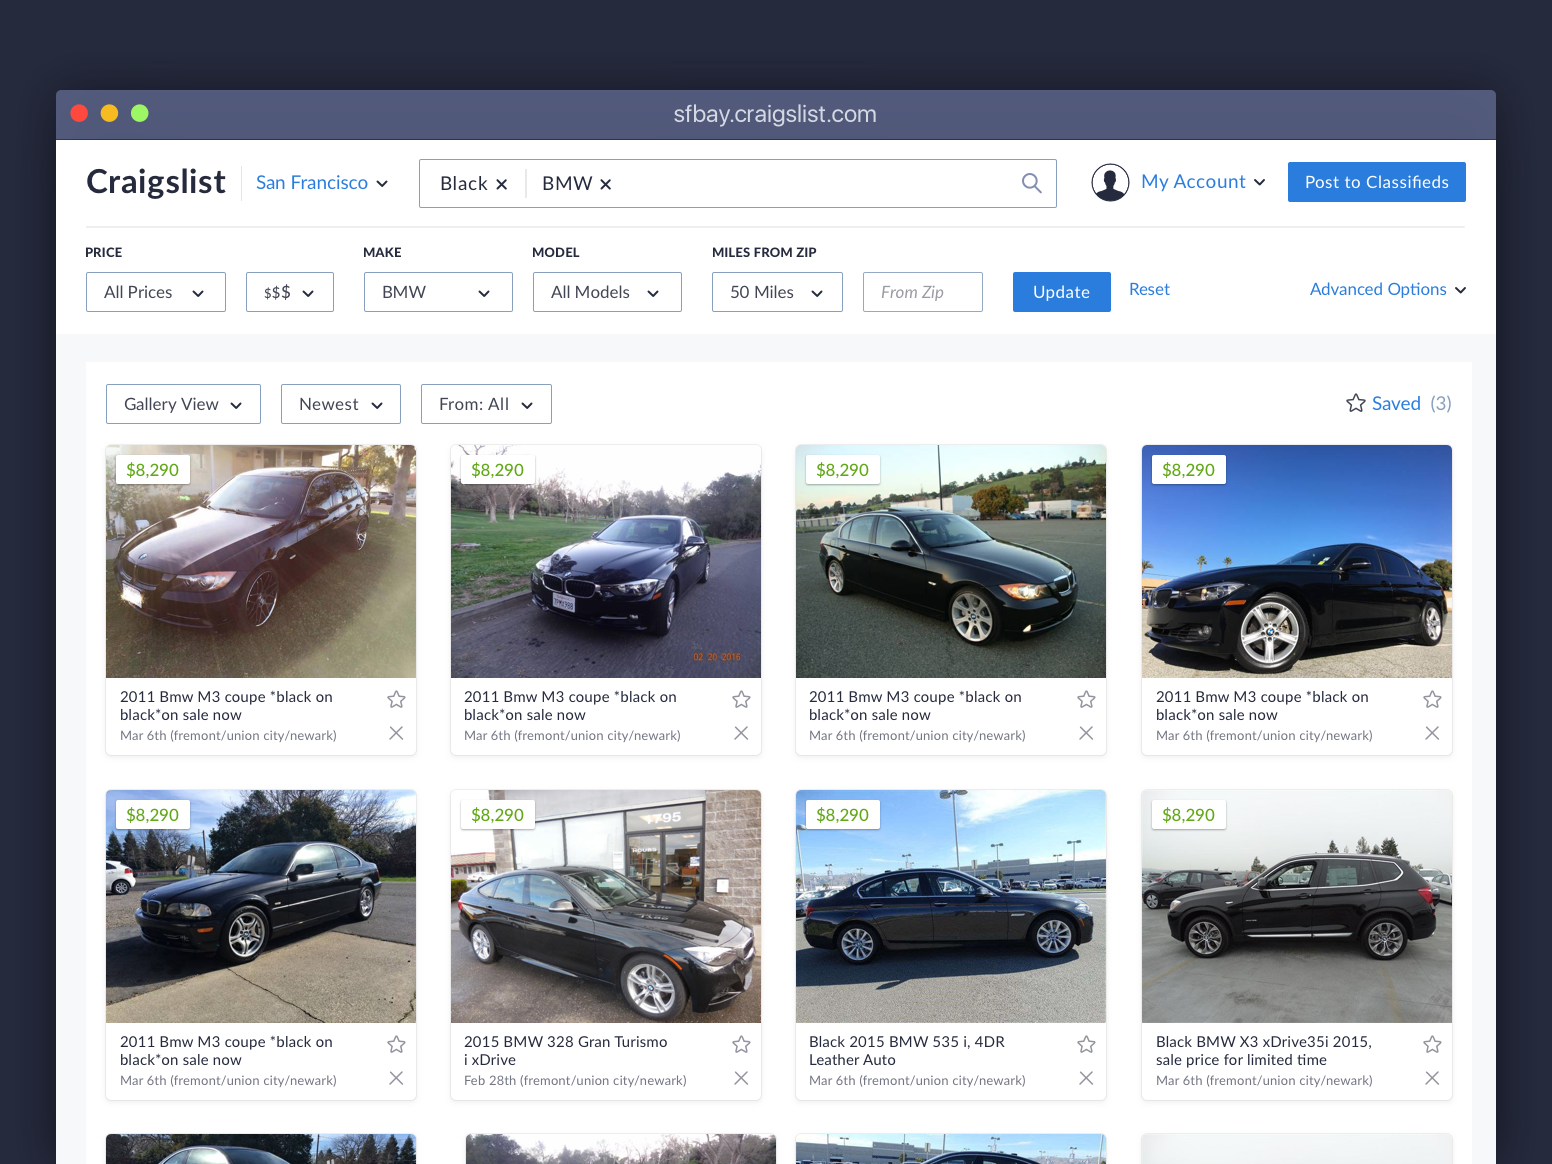 sfbay.craigslist.com
Craigslist
San Francisco
Black ×
BMW ×
My Account
Post to Classifieds
PRICE
MAKE
MODEL
MILES FROM ZIP
All Prices
$$$
BMW
All Models
50 Miles
From Zip
Update
Reset
Advanced Options
Gallery View
Newest
From: All
Saved (3)
$8,290
$8,290
$8,290
$8,290
02 20 2016
2011 Bmw M3 coupe *black on
black*on sale now
Mar 6th (fremont/union city/newark)
2011 Bmw M3 coupe *black on
black*on sale now
Mar 6th (fremont/union city/newark)
2011 Bmw M3 coupe *black on
black*on sale now
Mar 6th (fremont/union city/newark)
2011 Bmw M3 coupe *black on
black*on sale now
Mar 6th (fremont/union city/newark)
$8,290
$8,290
1795
HOURS
$8,290
$8,290
2011 Bmw M3 coupe *black on
black*on sale now
Mar 6th (fremont/union city/newark)
2015 BMW 328 Gran Turismo
i xDrive
Feb 28th (fremont/union city/newark)
Black 2015 BMW 535 i, 4DR
Leather Auto
Mar 6th (fremont/union city/newark)
Black BMW X3 xDrive35i 2015,
sale price for limited time
Mar 6th (fremont/union city/newark)